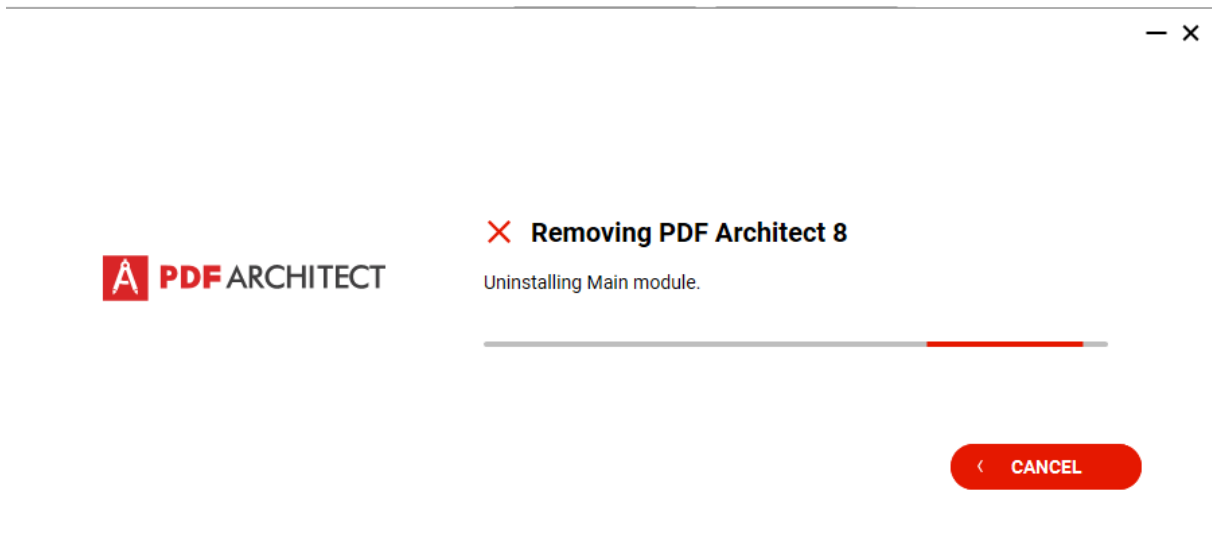 Removing PDF Architect 8
PDF ARCHITECT
Uninstalling Main module.
CANCEL